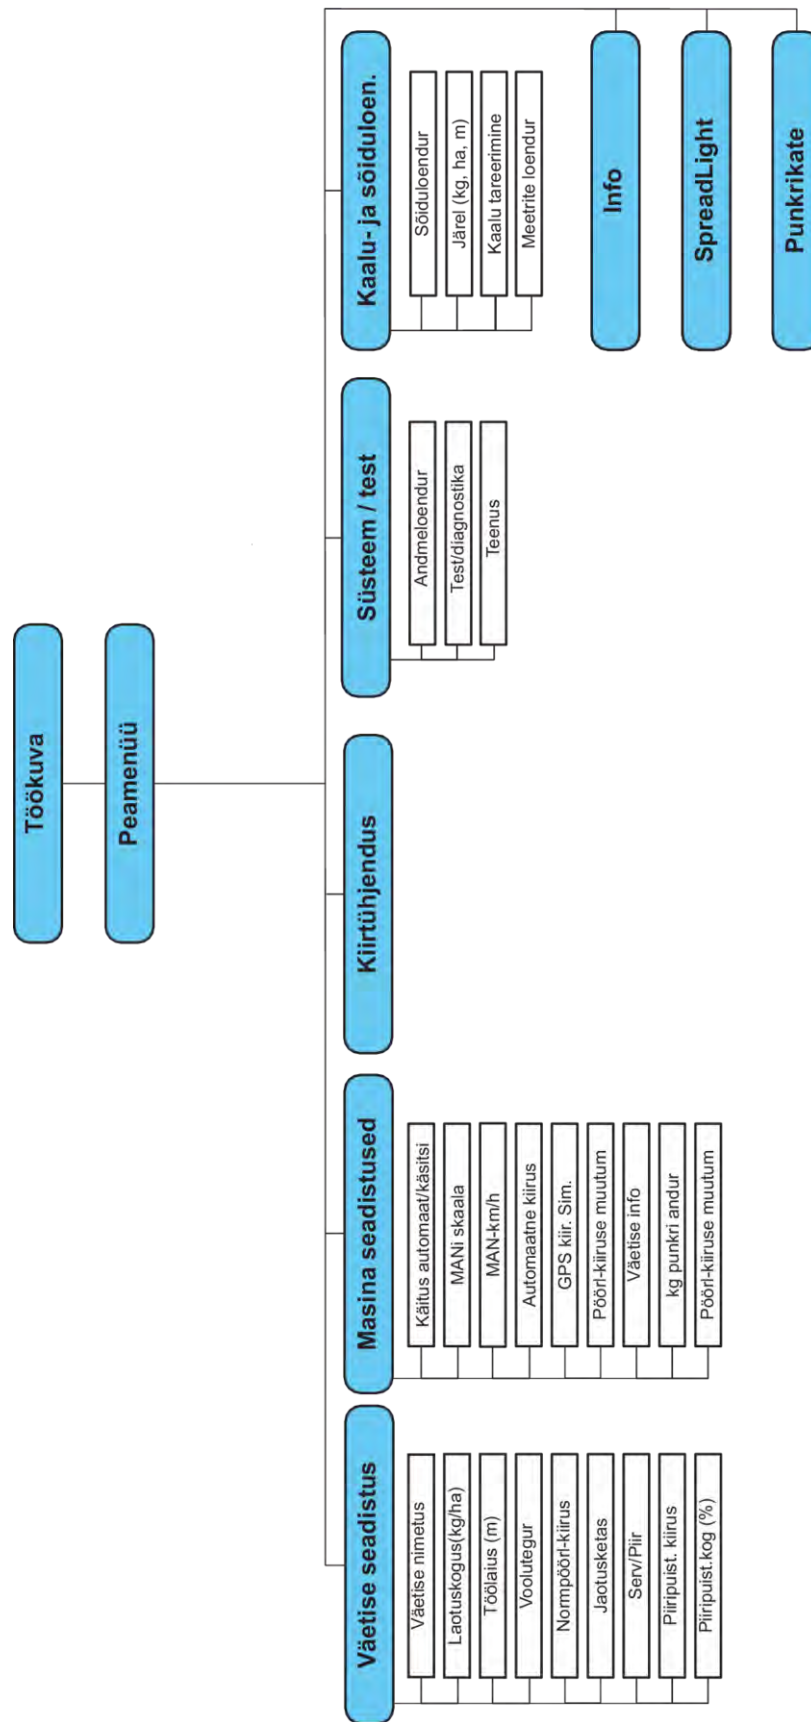 Töökuva
Peamenüü
Väetise seadistus
Väetise nimetus
Laotuskogus(kg/ha)
Töölaius (m)
Voolutegur
Normpöörl-kiirus
Jaotusketas
Serv/Piir
Piiripuist. kiirus
Piiripuist.kog (%)
Masina seadistused
Käitus automaat/käsitsi
MANi skaala
MAN-km/h
Automaatne kiirus
GPS kiir. Sim.
Pöörl-kiiruse muutum
Väetise info
kg punkri andur
Pöörl-kiiruse muutum
Kiirtühjendus
Süsteem / test
Andmeloendur
Test/diagnostika
Teenus
Kaalu- ja sõiduloen.
Sõiduloendur
Järel (kg, ha, m)
Kaalu tareerimine
Meetrite loendur
Info
SpreadLight
Punkrikate